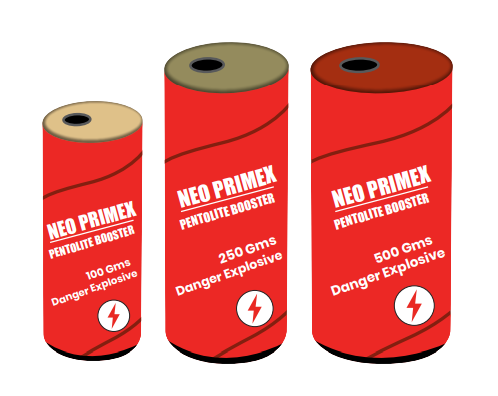 NEO PRIMEX
PENTOLITE BOOSTER
100 Gms
Danger Explosive
NEO PRIMEX
PENTOLITE BOOSTER
250 Gms
Danger Explosive
NEO PRIMEX
PENTOLITE BOOSTER
500 Gms
Danger Explosive